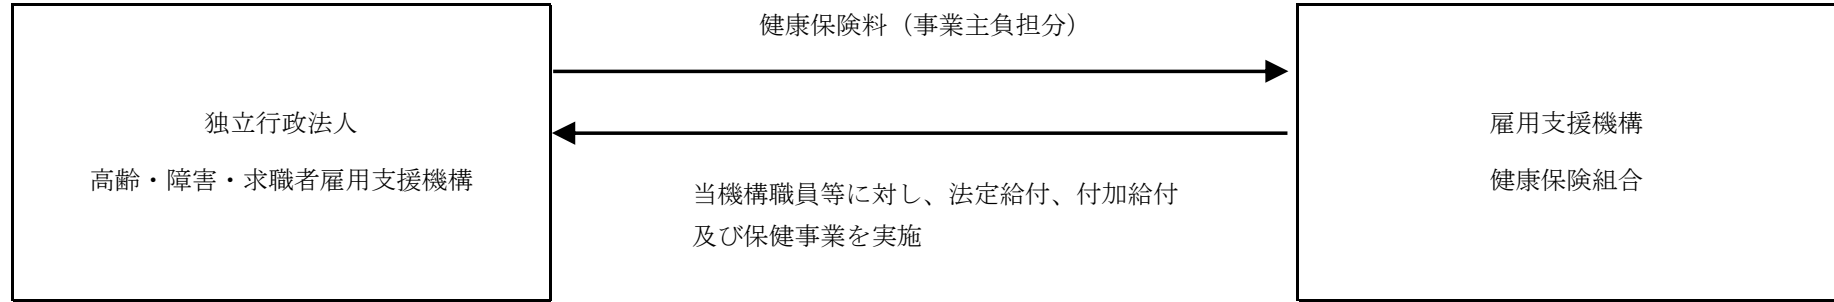 健康保険料（事業主負担分）
独立行政法人
高齢・障害・求職者雇用支援機構
当機構職員等に対し、法定給付、付加給付
及び保健事業を実施
雇用支援機構
健康保険組合